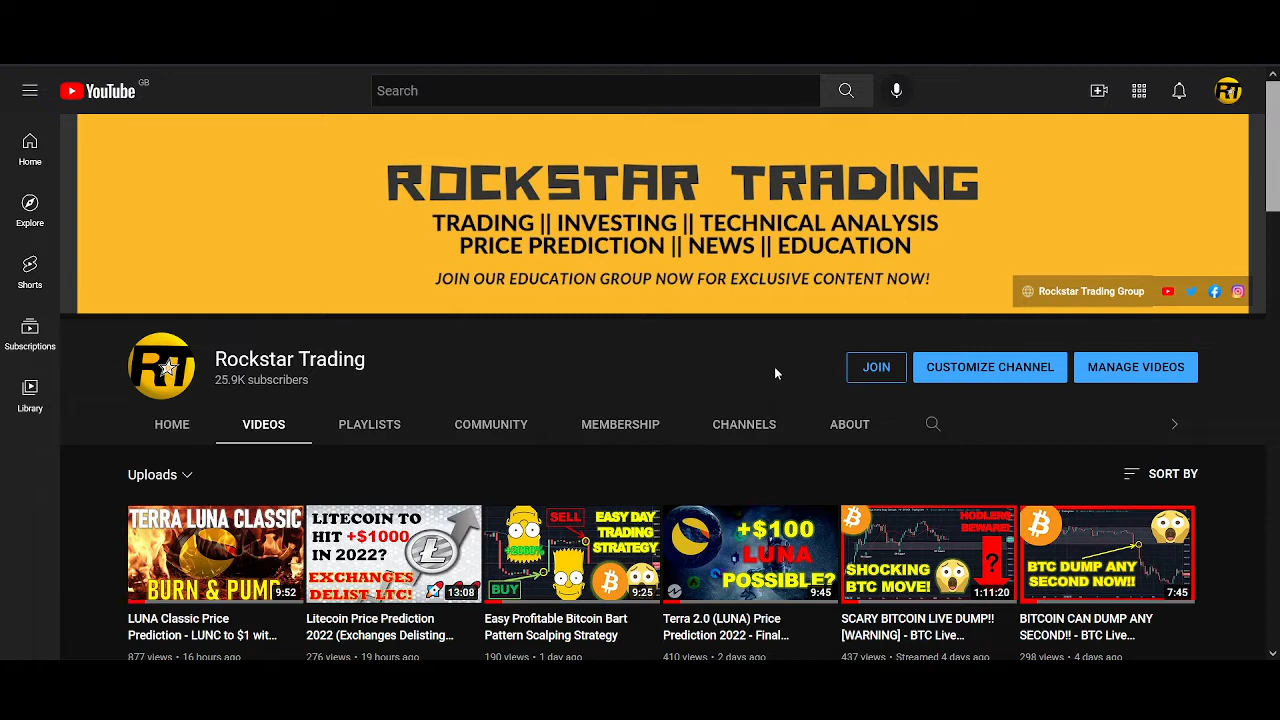 YouTube GB
Search
Home
Explore
Shorts
Subscriptions
Library
ROCKSTAR TRADING
TRADING || INVESTING || TECHNICAL ANALYSIS
PRICE PREDICTION || NEWS || EDUCATION
JOIN OUR EDUCATION GROUP NOW FOR EXCLUSIVE CONTENT NOW!
Rockstar Trading Group
RT
Rockstar Trading
25.9K subscribers
JOIN
CUSTOMIZE CHANNEL
MANAGE VIDEOS
HOME
VIDEOS
PLAYLISTS
COMMUNITY
MEMBERSHIP
CHANNELS
ABOUT
Uploads
SORT BY
TERRA LUNA CLASSIC
BURN & PUMP
9:52
LUNA Classic Price
Prediction - LUNC to $1 wit...
877 views • 16 hours ago
LITECOIN TO
HIT +$1000
IN 2022?
EXCHANGES
DELIST LTC!
13:08
Litecoin Price Prediction
2022 (Exchanges Delisting...
276 views • 19 hours ago
SELL
EASY DAY
TRADING
STRATEGY
BUY
9:25
Easy Profitable Bitcoin Bart
Pattern Scalping Strategy
190 views • 1 day ago
+$100
LUNA
POSSIBLE?
9:45
Terra 2.0 (LUNA) Price
Prediction 2022 - Final...
410 views • 2 days ago
HODLERS
BEWARE!
SHOCKING
BTC MOVE!
?
1:11:20
SCARY BITCOIN LIVE DUMP!!
[WARNING] - BTC Live...
437 views • Streamed 4 days ago
BTC DUMP ANY
SECOND NOW!!
7:45
BITCOIN CAN DUMP ANY
SECOND!! - BTC Live...
298 views • 4 days ago